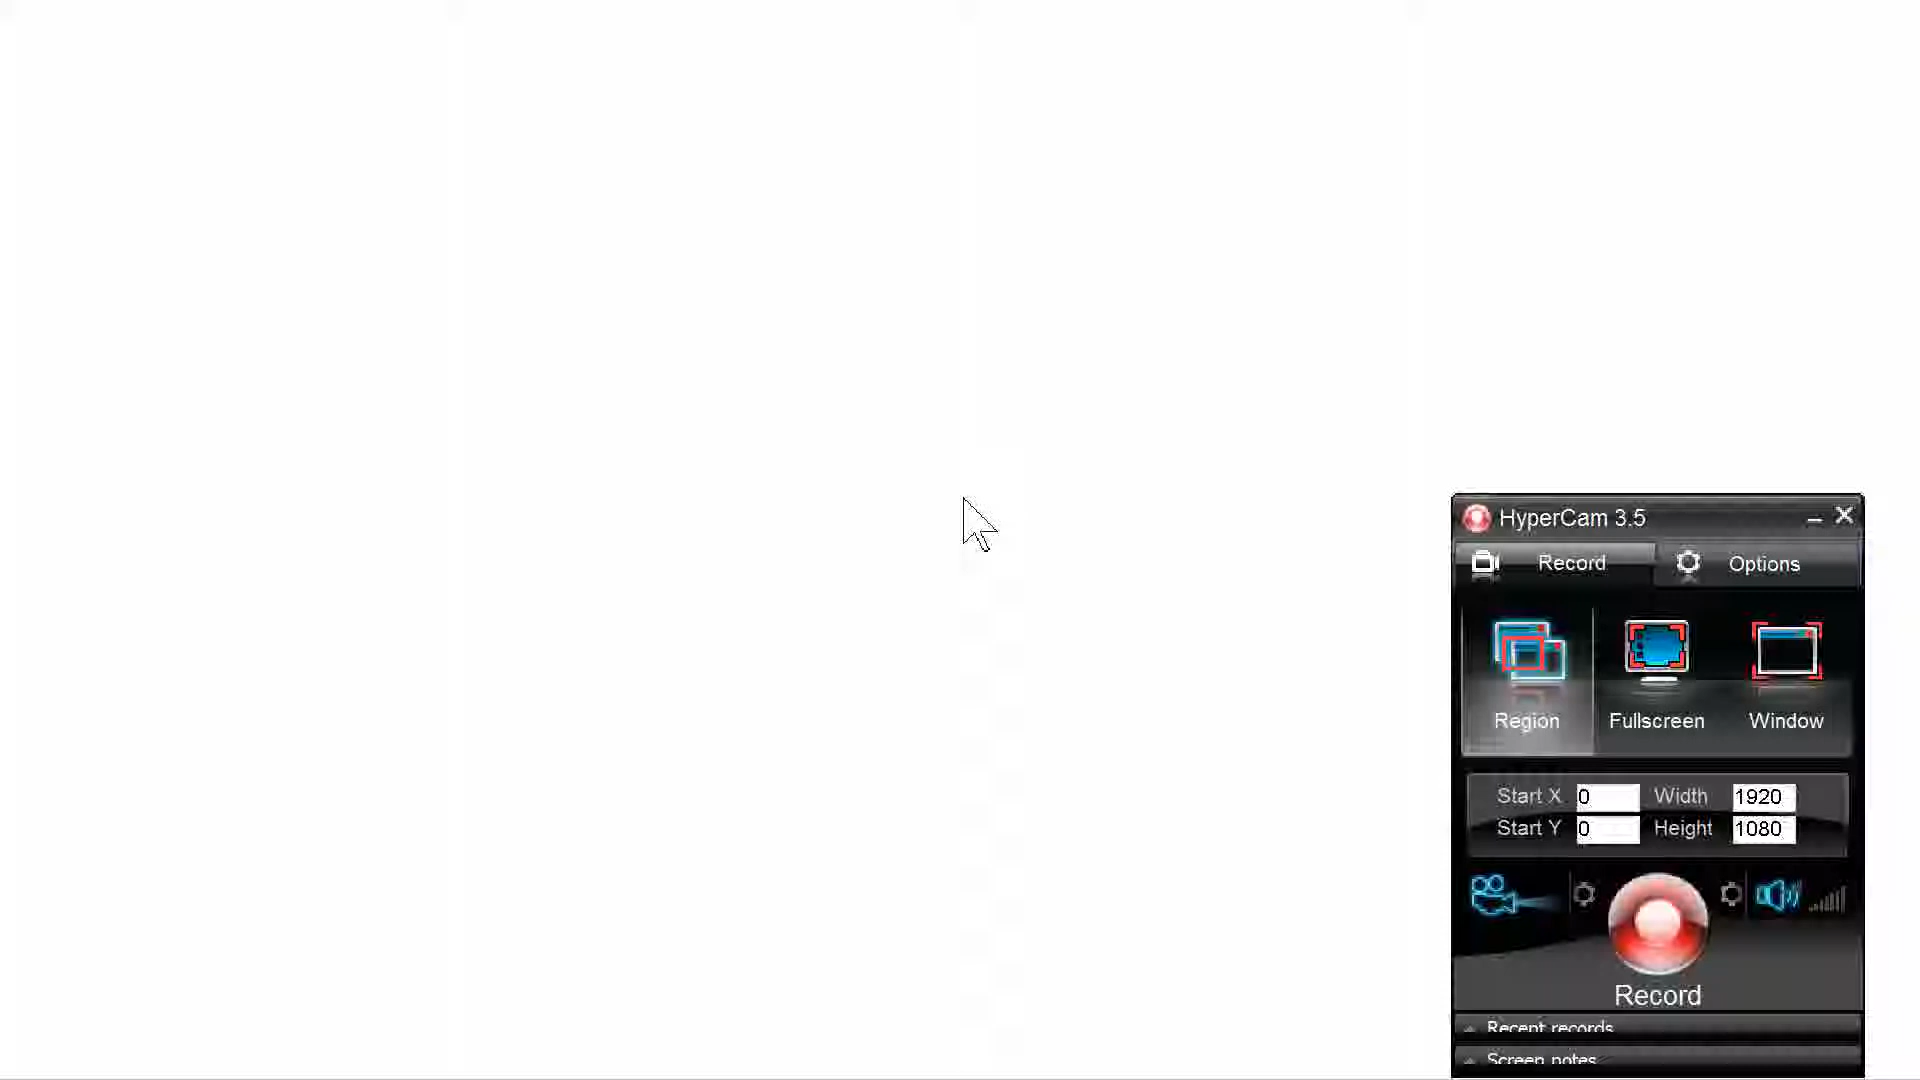 HyperCam 3.5
Record
Options
Region
Fullscreen
Window
Start X 0 Width 1920
Start Y 0 Height 1080
Record
Recent records
Screen notes